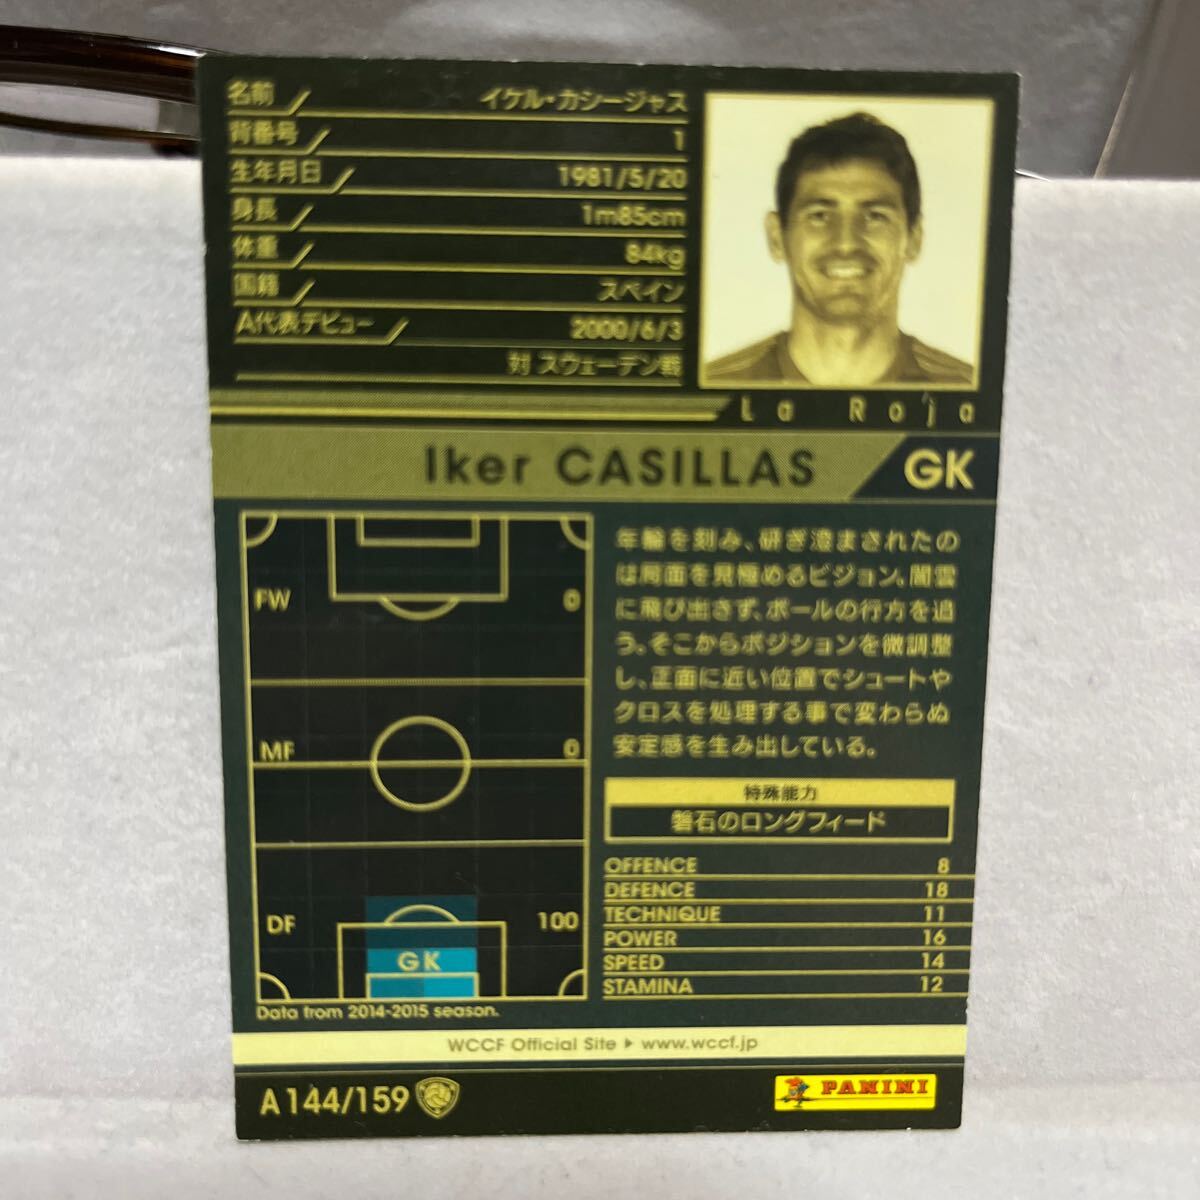 名前 イケル・カシージャス
背番号 1
生年月日 1981/5/20
身長 1m85cm
体重 84kg
国籍 スペイン
A代表デビュー 2000/6/3
対 スウェーデン戦
La Roja
Iker CASILLAS GK
年輪を刻み、研ぎ澄まされたの
は局面を見極めるビジョン。闇雲
に飛び出さず、ボールの行方を追
う。そこからポジションを微調整
し、正面に近い位置でシュートや
クロスを処理する事で変わらぬ
安定感を生み出している。
特殊能力
磐石のロングフィード
OFFENCE 8
DEFENCE 18
TECHNIQUE 11
POWER 16
SPEED 14
STAMINA 12
FW 0
MF 0
DF 100
GK
Data from 2014-2015 season.
WCCF Official Site ▶ www.wccf.jp
A144/159
PANINI